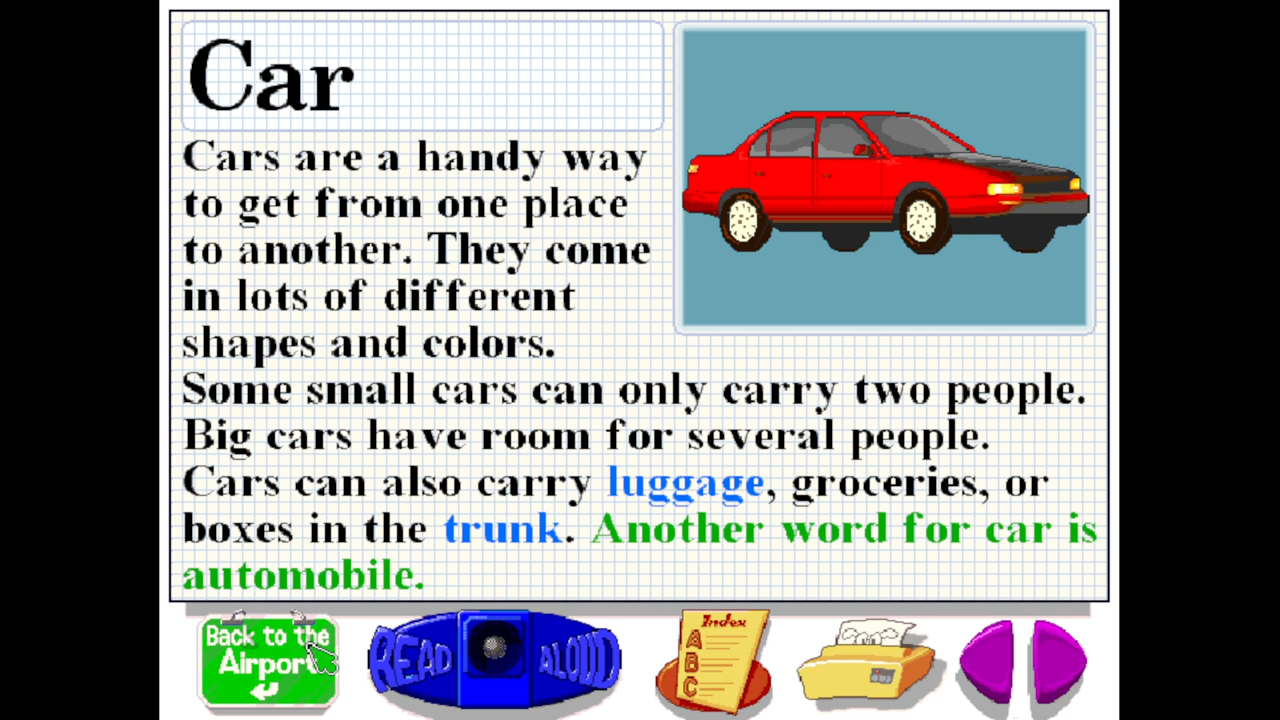 Car
Cars are a handy way
to get from one place
to another. They come
in lots of different
shapes and colors.
Some small cars can only carry two people.
Big cars have room for several people.
Cars can also carry luggage, groceries, or
boxes in the trunk. Another word for car is
automobile.
Back to the
Airport
READ ALOUD
Index
A
B
C